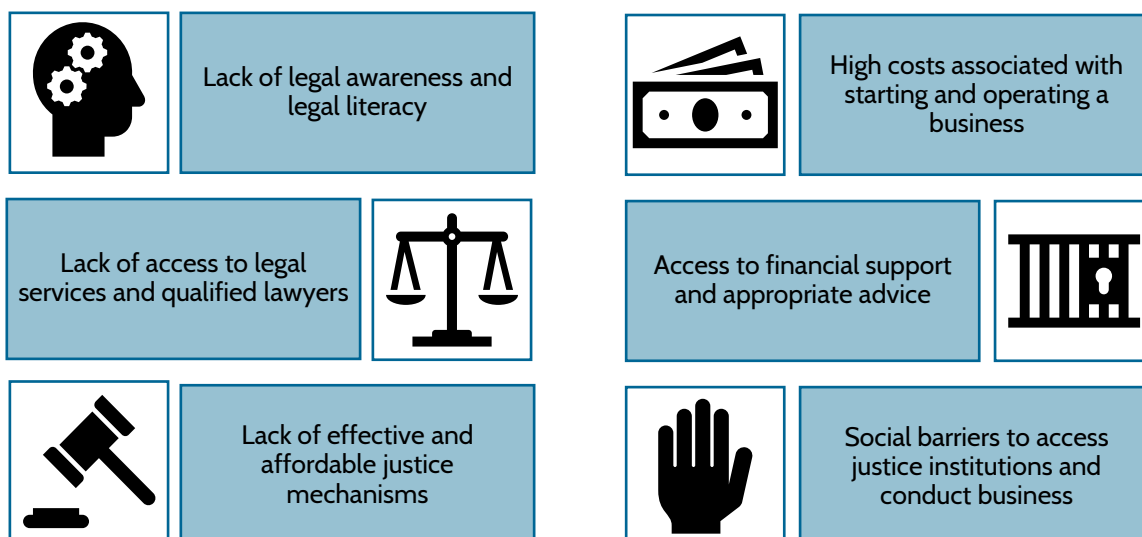 Lack of legal awareness and
legal literacy
High costs associated with
starting and operating a
business
Lack of access to legal
services and qualified lawyers
Access to financial support
and appropriate advice
Lack of effective and
affordable justice
mechanisms
Social barriers to access
justice institutions and
conduct business